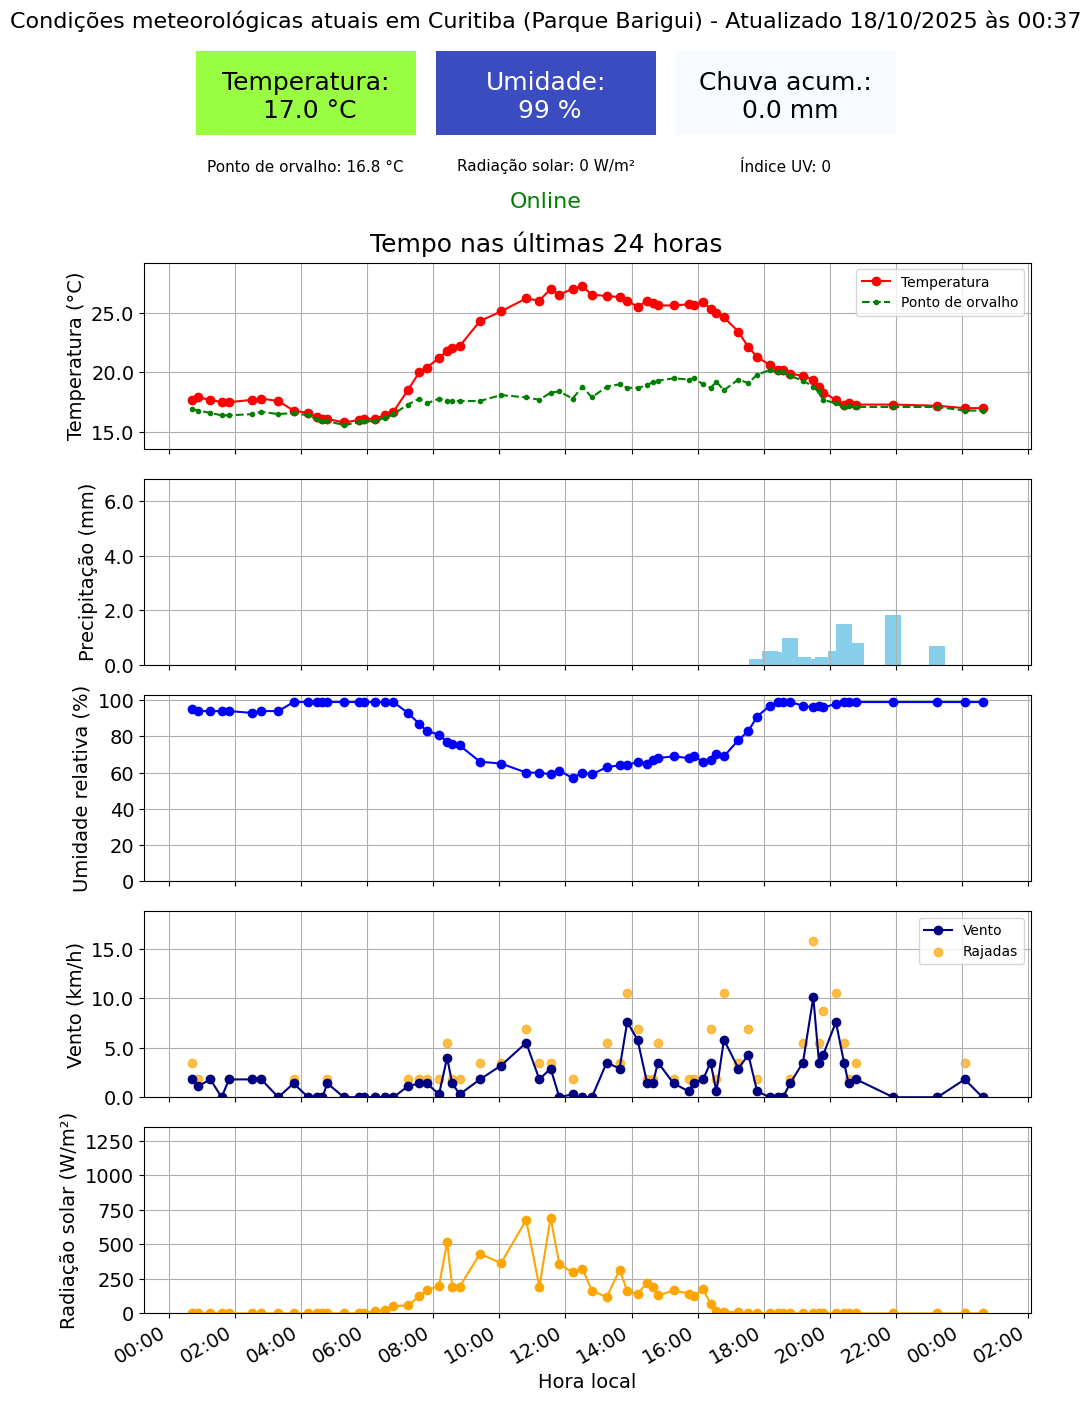 Condições meteorológicas atuais em Curitiba (Parque Barigui) - Atualizado 18/10/2025 às 00:37
Temperatura:
17.0 °C
Umidade:
99 %
Chuva acum.:
0.0 mm
Ponto de orvalho: 16.8 °C
Radiação solar: 0 W/m²
Índice UV: 0
Online
Tempo nas últimas 24 horas
Temperatura (°C)
25.0
20.0
15.0
Temperatura
Ponto de orvalho
Precipitação (mm)
6.0
4.0
2.0
0.0
Umidade relativa (%)
100
80
60
40
20
0
Vento (km/h)
15.0
10.0
5.0
0.0
Vento
Rajadas
Radiação solar (W/m²)
1250
1000
750
500
250
0
00:00
02:00
04:00
06:00
08:00
10:00
12:00
14:00
16:00
18:00
20:00
22:00
00:00
02:00
Hora local